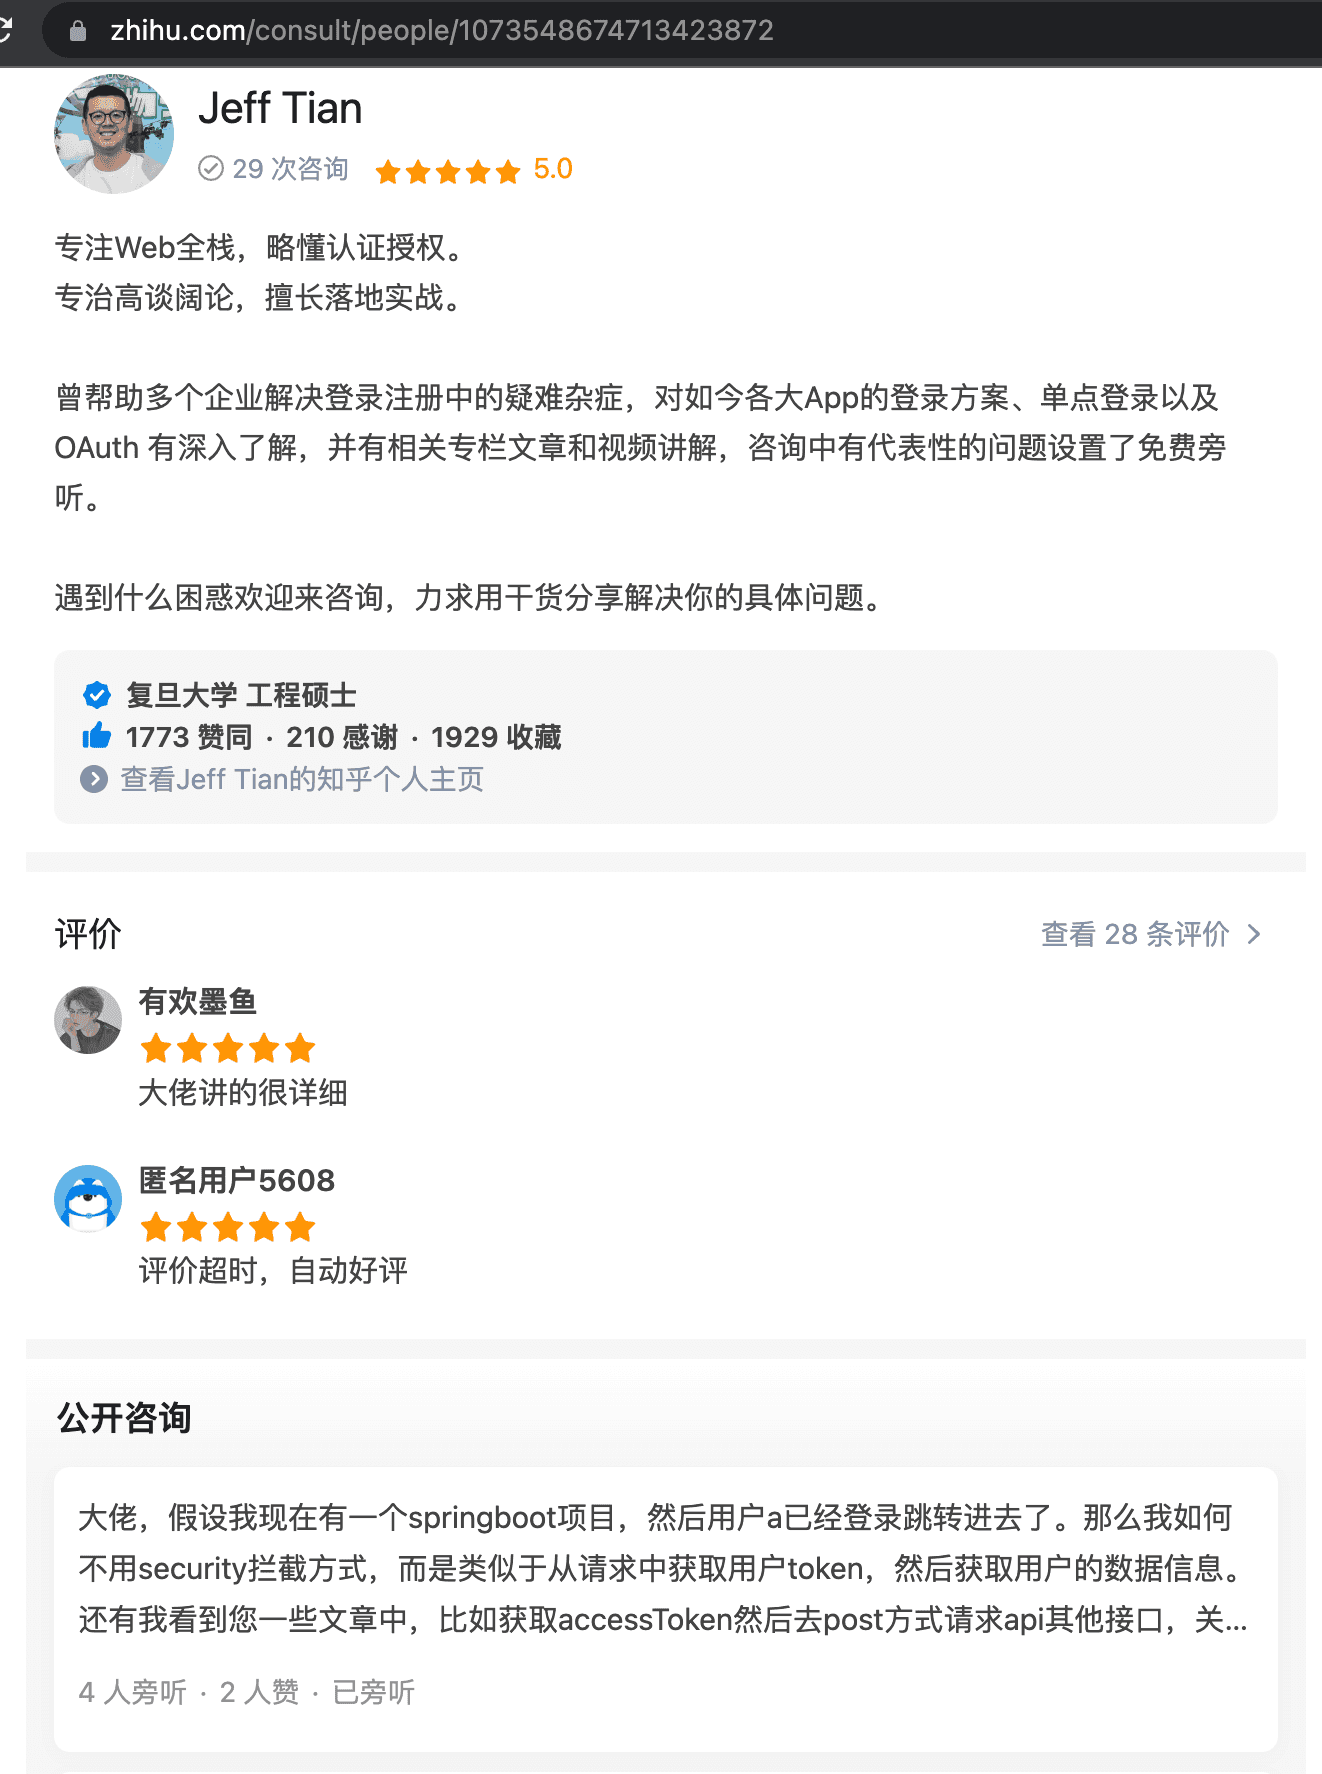 zhihu.com/consult/people/1073548674713423872
Jeff Tian
29 次咨询 5.0
专注Web全栈，略懂认证授权。
专治高谈阔论，擅长落地实战。
曾帮助多个企业解决登录注册中的疑难杂症，对如今各大App的登录方案、单点登录以及
OAuth 有深入了解，并有相关专栏文章和视频讲解，咨询中有代表性的问题设置了免费旁
听。
遇到什么困惑欢迎来咨询，力求用干货分享解决你的具体问题。
复旦大学 工程硕士
1773 赞同 · 210 感谢 · 1929 收藏
查看Jeff Tian的知乎个人主页
评价
查看 28 条评价
有欢墨鱼
大佬讲的很详细
匿名用户5608
评价超时，自动好评
公开咨询
大佬，假设我现在有一个springboot项目，然后用户a已经登录跳转进去了。那么我如何
不用security拦截方式，而是类似于从请求中获取用户token，然后获取用户的数据信息。
还有我看到您一些文章中，比如获取accessToken然后去post方式请求api其他接口，关...
4 人旁听 · 2 人赞 · 已旁听